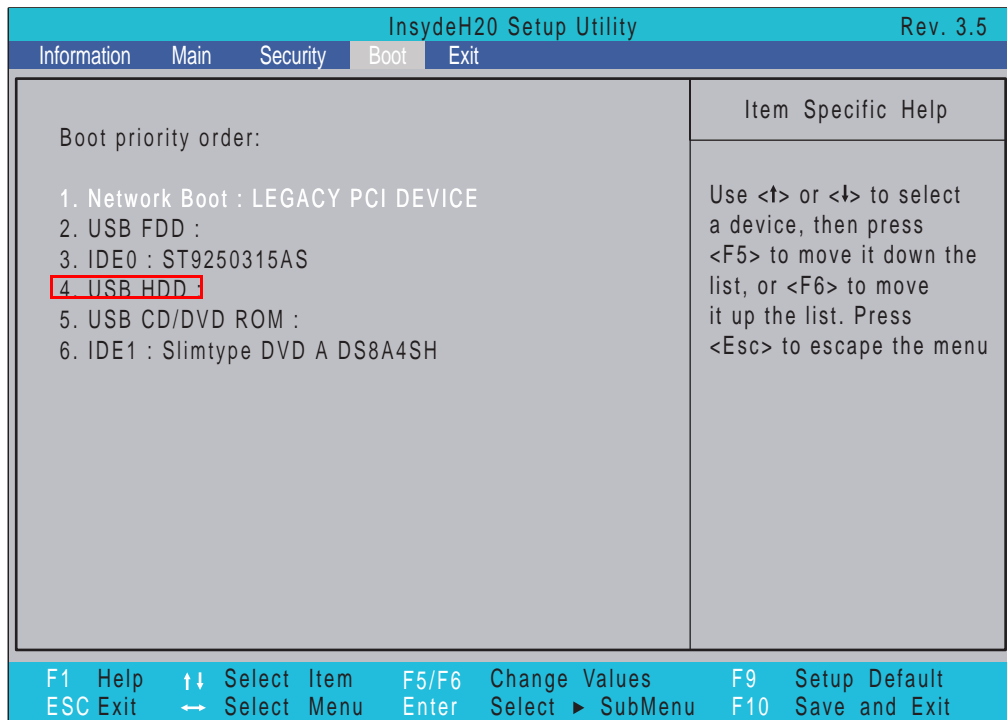 InsydeH20 Setup Utility Rev. 3.5
Information Main Security Boot Exit
Boot priority order:
1. Network Boot : LEGACY PCI DEVICE
2. USB FDD :
3. IDE0 : ST9250315AS
4. USB HDD :
5. USB CD/DVD ROM :
6. IDE1 : Slimtype DVD A DS8A4SH
Item Specific Help
Use <↑> or <↓> to select
a device, then press
<F5> to move it down the
list, or <F6> to move
it up the list. Press
<Esc> to escape the menu
F1 Help ↑↓ Select Item F5/F6 Change Values F9 Setup Default
ESC Exit ↔ Select Menu Enter Select ► SubMenu F10 Save and Exit